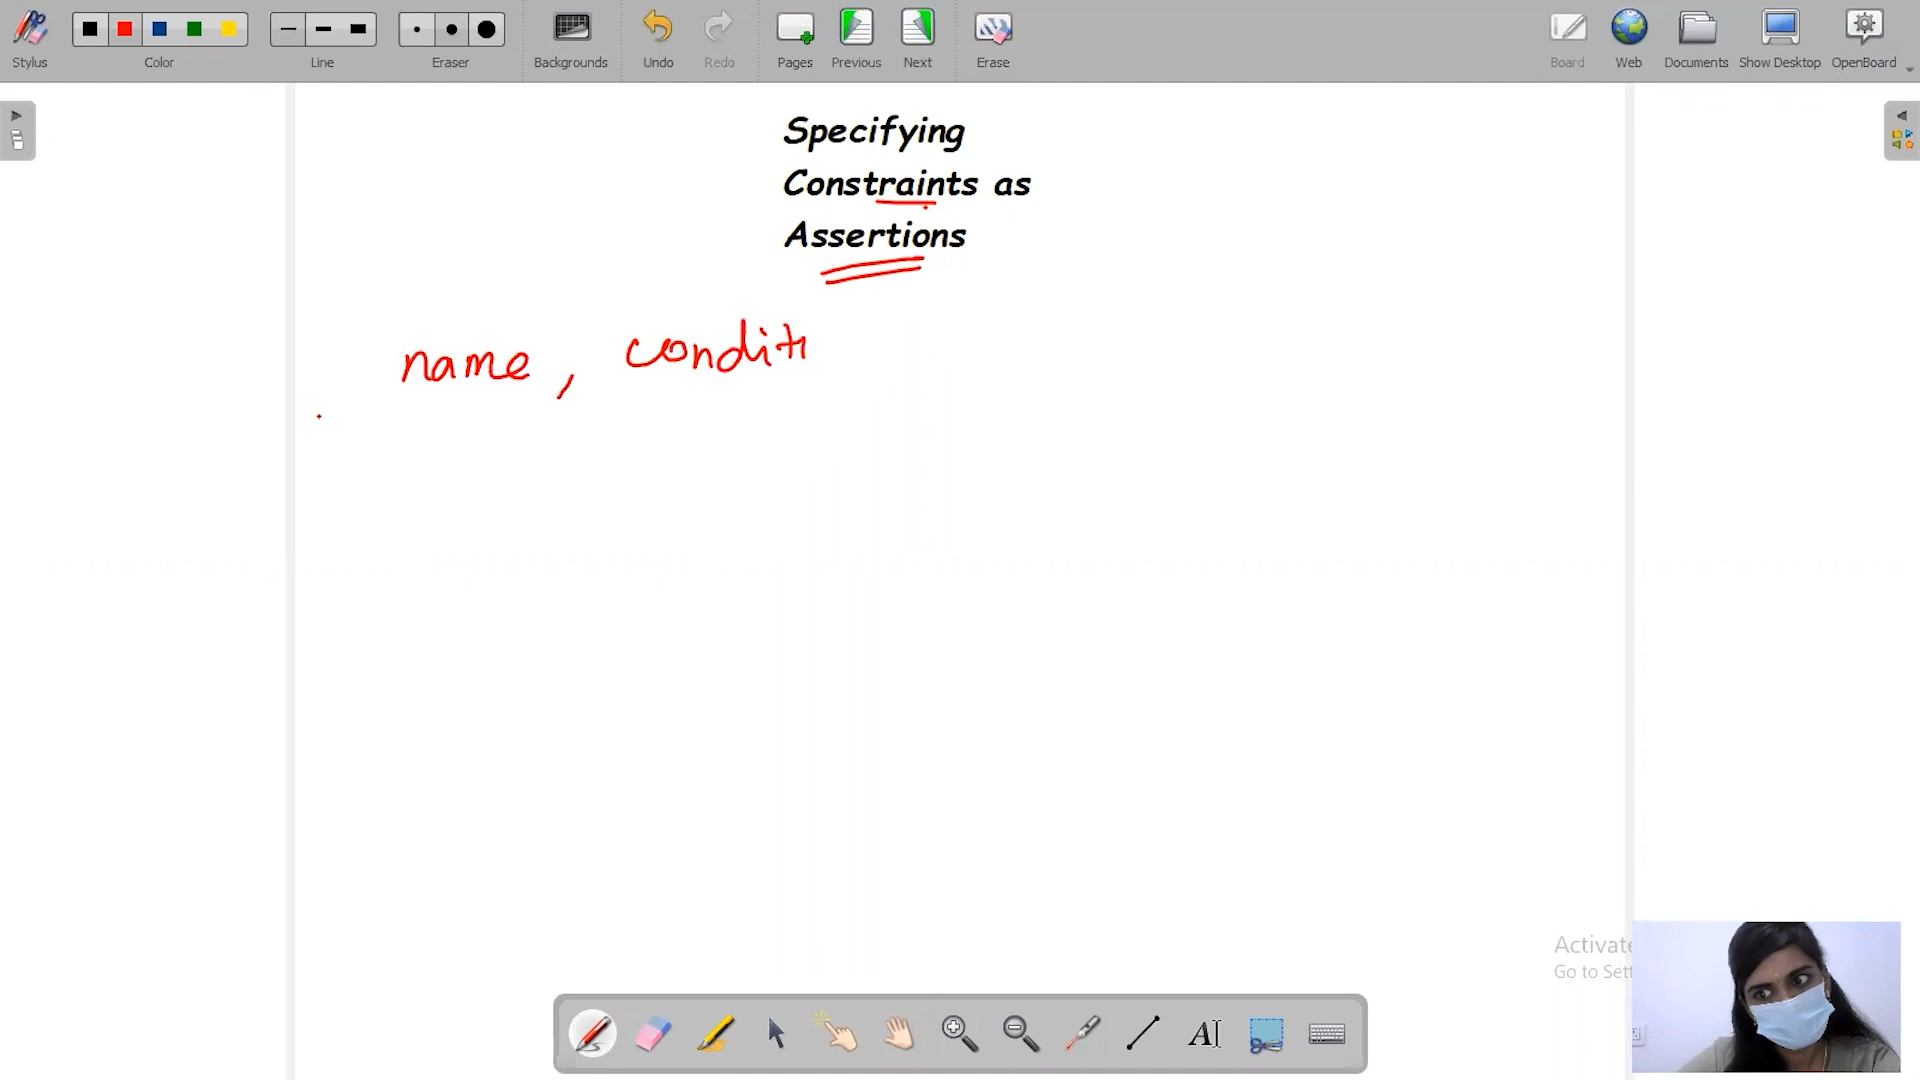 Stylus Color Line Eraser Backgrounds Undo Redo Pages Previous Next Erase Board Web Documents Show Desktop OpenBoard
Specifying
Constraints as
Assertions
name, condit
Activate
Go to Sett